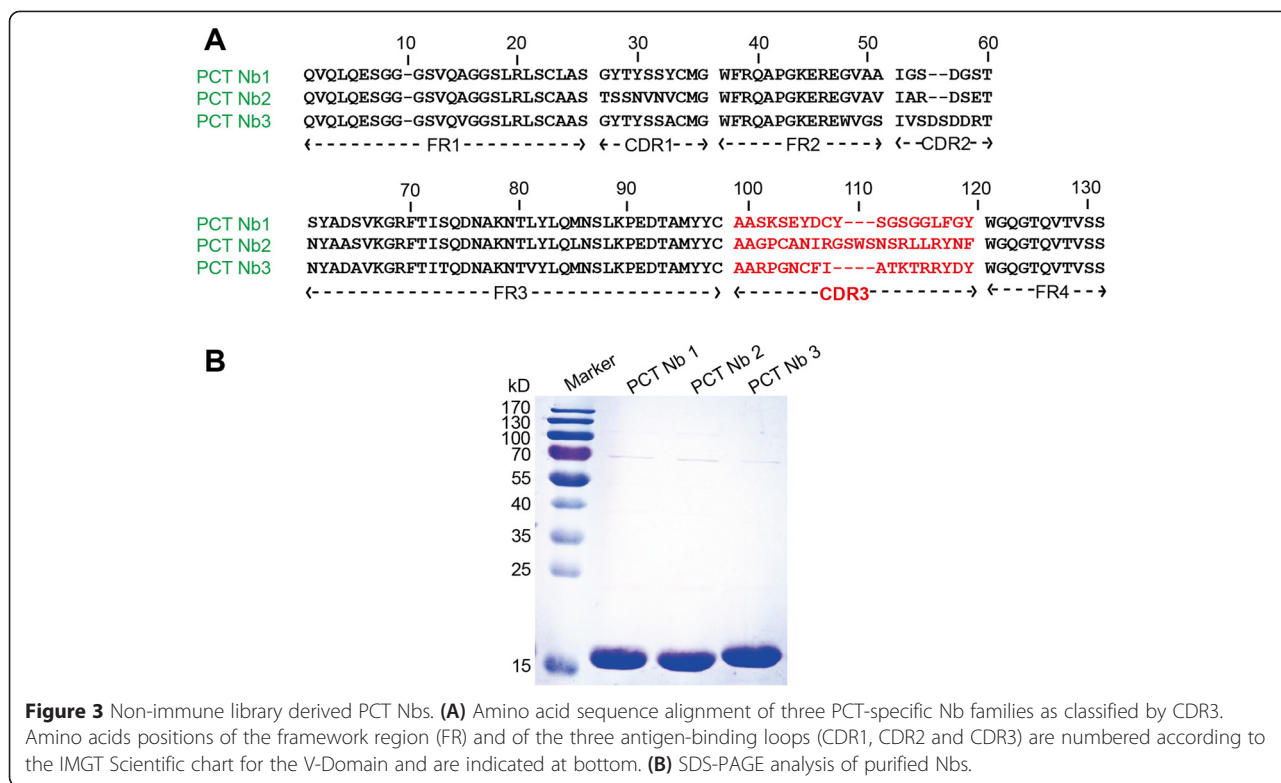 A
10 20 30 40 50 60
PCT Nb1 QVQLQESGG-GSVQAGGSLRLSCLAS GYTYSSYCMG WFRQAPGKEREGVAA IGS--DGST
PCT Nb2 QVQLQESGG-GSVQAGGSLRLSCAAS TSSNVNVCMG WFRQAPGKEREGVAV IAR--DSET
PCT Nb3 QVQLQESGG-GSVQVGGSLRLSCAAS GYTYSSACMG WFRQAPGKEREWVGS IVSDSDDRT
FR1 CDR1 FR2 CDR2
70 80 90 100 110 120 130
PCT Nb1 SYADSVKGRFTISQDNAKNTLYLQMNSLKPEDTAMYYC AASKSEYDCY---SGSGGLFGY WGQGTQVTVSS
PCT Nb2 NYAASVKGRFTISQDNAKNTLYLQLNSLKPEDTAMYYC AAGPCANIRGSWSNSRLLRYNF WGQGTQVTVSS
PCT Nb3 NYADAVKGRFTITQDNAKNTVYLQMNSLKPEDTAMYYC AARPGNCFI----ATKTRRYDY WGQGTQVTVSS
FR3 CDR3 FR4
B
kD Marker PCT Nb 1 PCT Nb 2 PCT Nb 3
170
130
100
70
55
40
35
25
15
Figure 3 Non-immune library derived PCT Nbs. (A) Amino acid sequence alignment of three PCT-specific Nb families as classified by CDR3.
Amino acids positions of the framework region (FR) and of the three antigen-binding loops (CDR1, CDR2 and CDR3) are numbered according to
the IMGT Scientific chart for the V-Domain and are indicated at bottom. (B) SDS-PAGE analysis of purified Nbs.